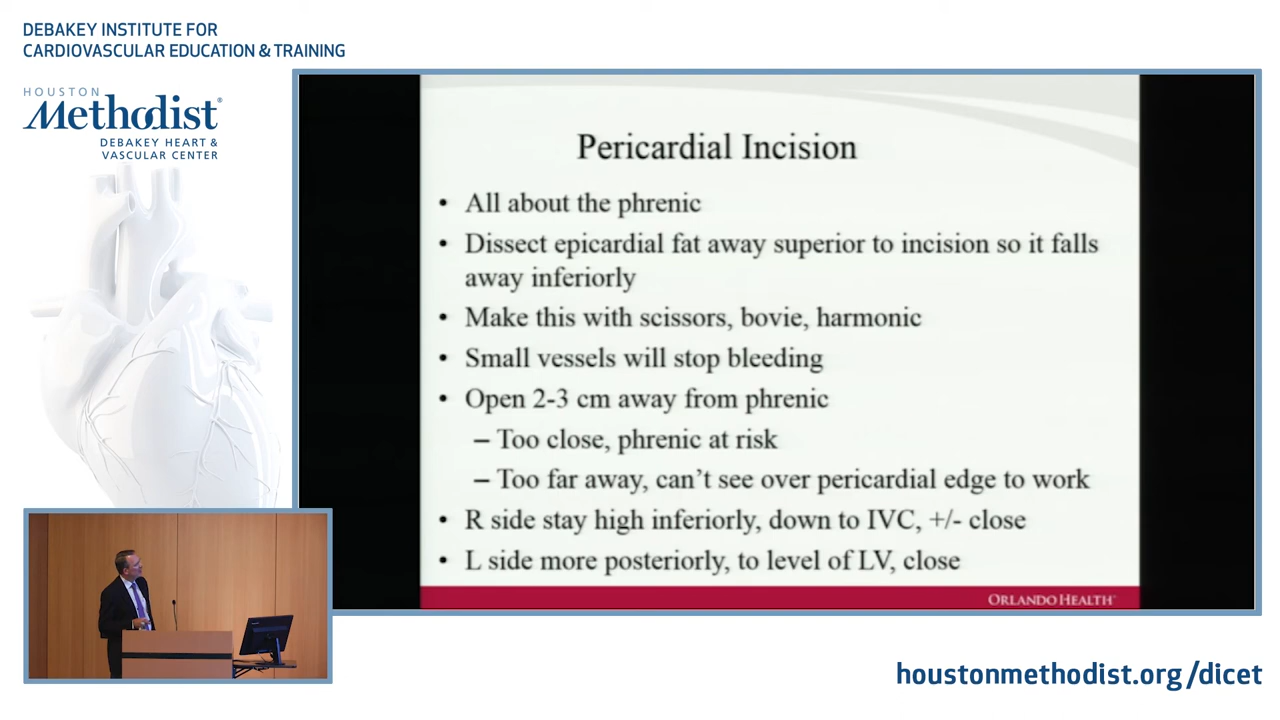 DEBAKEY INSTITUTE FOR
CARDIOVASCULAR EDUCATION & TRAINING
HOUSTON
Methodist®
DEBAKEY HEART &
VASCULAR CENTER
Pericardial Incision
• All about the phrenic
• Dissect epicardial fat away superior to incision so it falls
away inferiorly
• Make this with scissors, bovie, harmonic
• Small vessels will stop bleeding
• Open 2-3 cm away from phrenic
– Too close, phrenic at risk
– Too far away, can't see over pericardial edge to work
• R side stay high inferiorly, down to IVC, +/- close
• L side more posteriorly, to level of LV, close
ORLANDO HEALTH
houstonmethodist.org/dicet